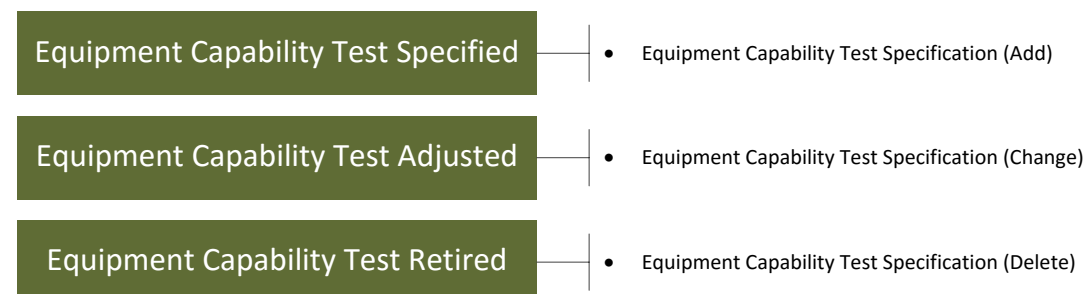 Equipment Capability Test Specified
• Equipment Capability Test Specification (Add)
Equipment Capability Test Adjusted
• Equipment Capability Test Specification (Change)
Equipment Capability Test Retired
• Equipment Capability Test Specification (Delete)